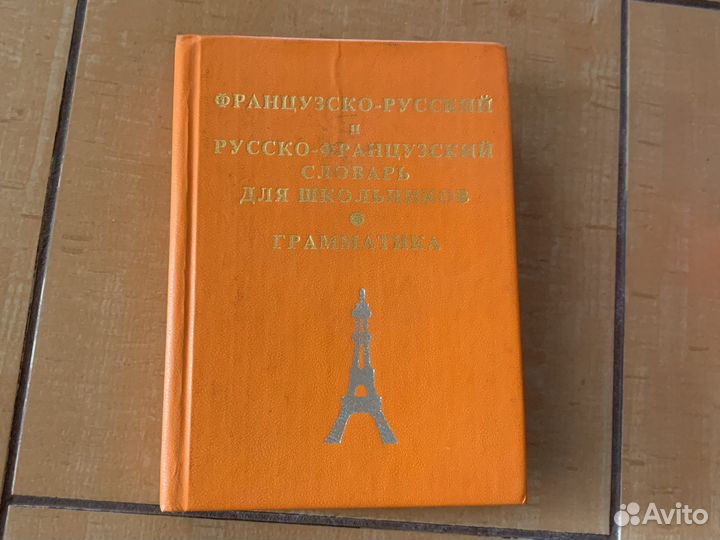 ФРАНЦУЗСКО-РУССКИЙ
и
РУССКО-ФРАНЦУЗСКИЙ
СЛОВАРЬ
ДЛЯ ШКОЛЬНИКОВ
ГРАММАТИКА
Avito